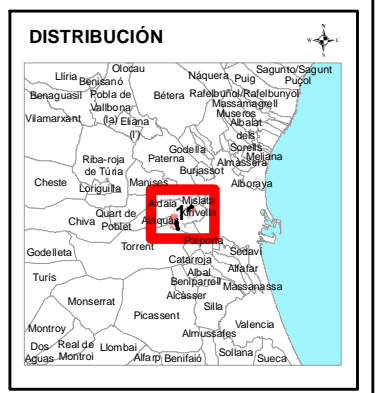 DISTRIBUCIÓN
Olocau
Llíria
Benisanó
Náquera
Puig
Sagunto/Sagunt
Puçol
Benaguasil
Pobla de
Vallbona
(la)
Bétera
Rafelbuñol/Rafelbunyol
Massamagrell
Museros
Vilamarxant
Eliana
(l')
Albalat
dels
Sorells
Godella
Meliana
Riba-roja
de Túria
Paterna
Almàssera
Burjassot
Cheste
Loriguilla
Manises
Alboraya
Aldaia
Mislata
Xirivella
Chiva
Quart de
Poblet
Alaquàs
1
Torrent
Paiporta
Godelleta
Sedaví
Catarroja
Alfafar
Albal
Turís
Beniparrell
Massanassa
Alcàsser
Monserrat
Silla
Picassent
Valencia
Montroy
Almussafes
Dos
Aguas
Real de
Montroi
Llombai
Alfarp
Benifaió
Sollana
Sueca